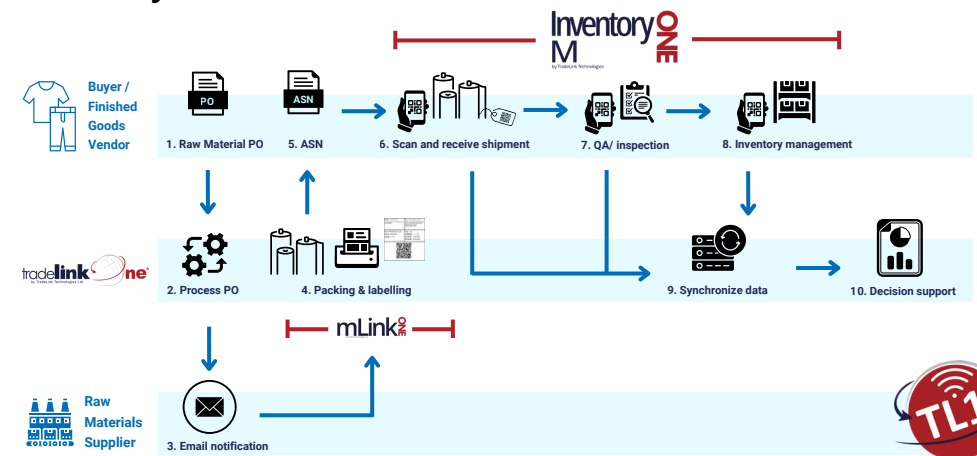 Inventory ONE
M
by TradeLink Technologies
Buyer /
Finished
Goods
Vendor
PO
ASN
1. Raw Material PO
5. ASN
6. Scan and receive shipment
7. QA/ inspection
8. Inventory management
tradelink One
by TradeLink Technologies Ltd.
2. Process PO
4. Packing & labelling
9. Synchronize data
10. Decision support
mLink ONE
Raw
Materials
Supplier
3. Email notification
TL1